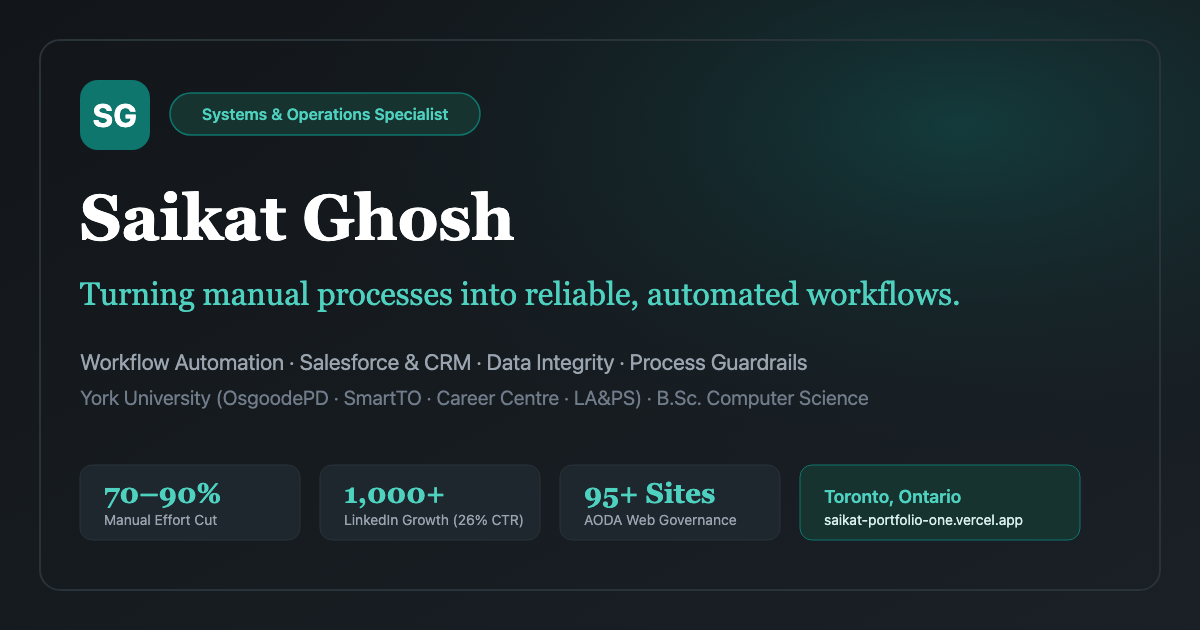 SG
Systems & Operations Specialist
Saikat Ghosh
Turning manual processes into reliable, automated workflows.
Workflow Automation · Salesforce & CRM · Data Integrity · Process Guardrails
York University (OsgoodePD · SmartTO · Career Centre · LA&PS) · B.Sc. Computer Science
70–90%
Manual Effort Cut
1,000+
LinkedIn Growth (26% CTR)
95+ Sites
AODA Web Governance
Toronto, Ontario
saikat-portfolio-one.vercel.app